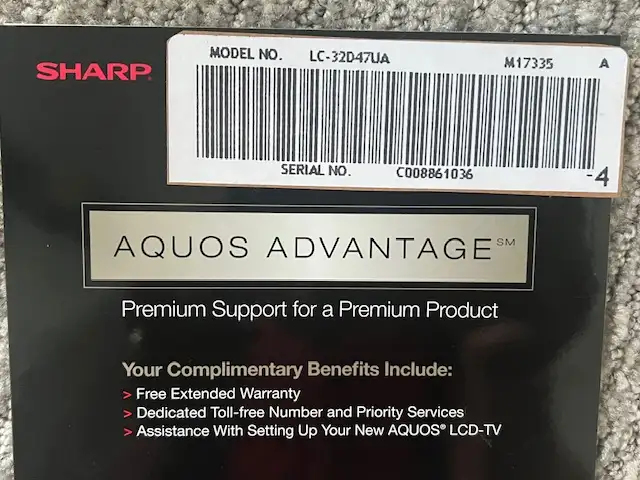 SHARP
MODEL NO. LC-32D47UA M17335 A
SERIAL NO. C008861036 -4
AQUOS ADVANTAGE℠
Premium Support for a Premium Product
Your Complimentary Benefits Include:
> Free Extended Warranty
> Dedicated Toll-free Number and Priority Services
> Assistance With Setting Up Your New AQUOS® LCD-TV